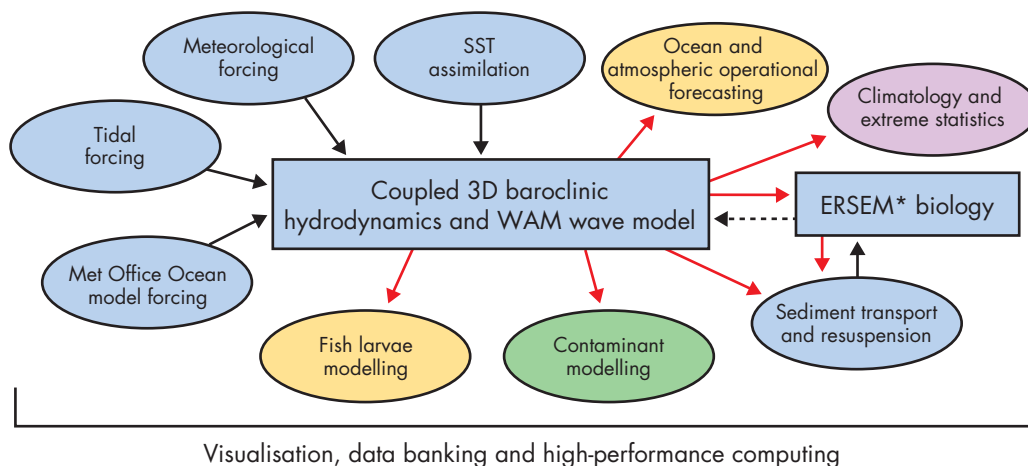 Meteorological
forcing
SST
assimilation
Ocean and
atmospheric operational
forecasting
Climatology and
extreme statistics
Tidal
forcing
Coupled 3D baroclinic
hydrodynamics and WAM wave model
ERSEM* biology
Met Office Ocean
model forcing
Fish larvae
modelling
Contaminant
modelling
Sediment transport
and resuspension
Visualisation, data banking and high-performance computing